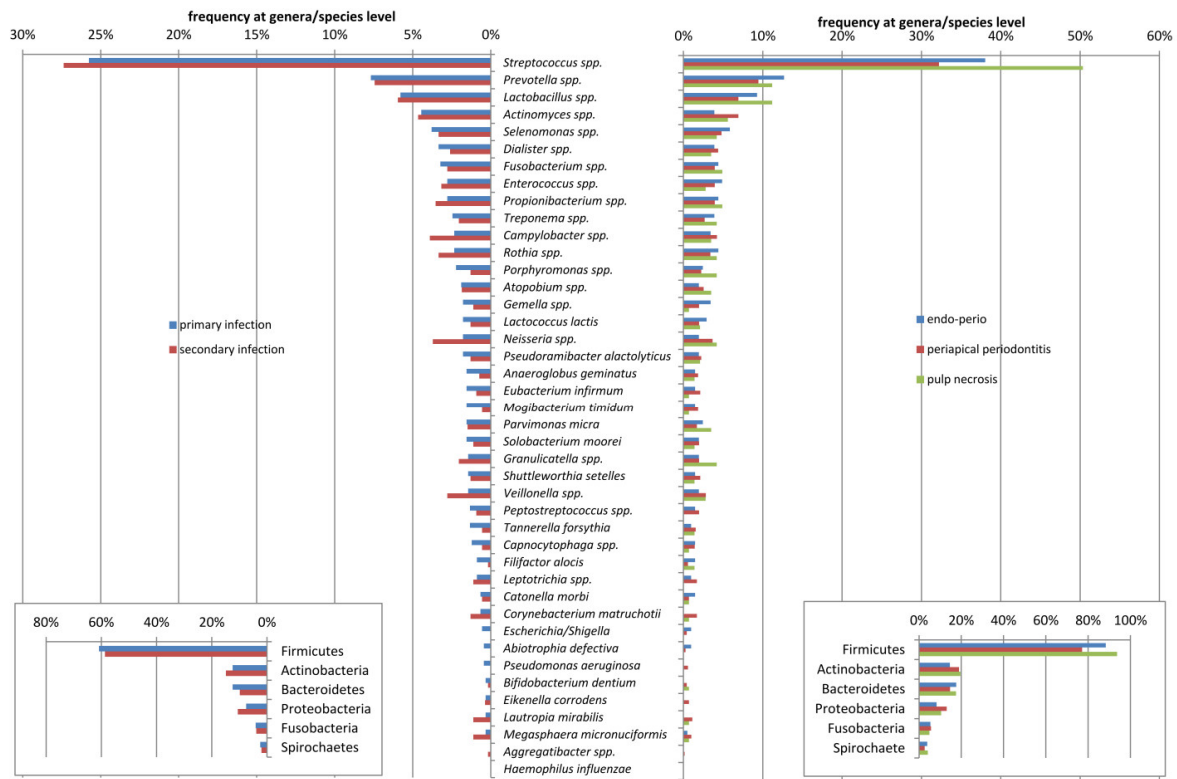 frequency at genera/species level
30% 25% 20% 15% 10% 5% 0%
frequency at genera/species level
0% 10% 20% 30% 40% 50% 60%
Streptococcus spp.
Prevotella spp.
Lactobacillus spp.
Actinomyces spp.
Selenomonas spp.
Dialister spp.
Fusobacterium spp.
Enterococcus spp.
Propionibacterium spp.
Treponema spp.
Campylobacter spp.
Rothia spp.
Porphyromonas spp.
Atopobium spp.
Gemella spp.
Lactococcus lactis
Neisseria spp.
Pseudoramibacter alactolyticus
Anaeroglobus geminatus
Eubacterium infirmum
Mogibacterium timidum
Parvimonas micra
Solobacterium moorei
Granulicatella spp.
Shuttleworthia setelles
Veillonella spp.
Peptostreptococcus spp.
Tannerella forsythia
Capnocytophaga spp.
Filifactor alocis
Leptotrichia spp.
Catonella morbi
Corynebacterium matruchotii
Escherichia/Shigella
Abiotrophia defectiva
Pseudomonas aeruginosa
Bifidobacterium dentium
Eikenella corrodens
Lautropia mirabilis
Megasphaera micronuciformis
Aggregatibacter spp.
Haemophilus influenzae
primary infection
secondary infection
endo-perio
periapical periodontitis
pulp necrosis
80% 60% 40% 20% 0%
Firmicutes
Actinobacteria
Bacteroidetes
Proteobacteria
Fusobacteria
Spirochaetes
0% 20% 40% 60% 80% 100%
Firmicutes
Actinobacteria
Bacteroidetes
Proteobacteria
Fusobacteria
Spirochaete